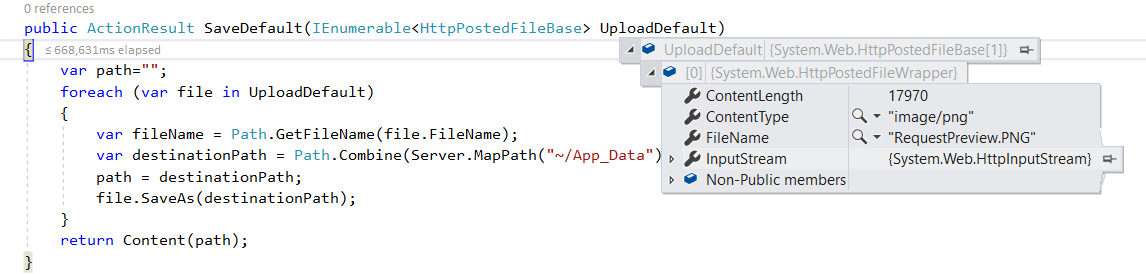 0 references
public ActionResult SaveDefault(IEnumerable<HttpPostedFileBase> UploadDefault)
{ ≤ 668,631ms elapsed
UploadDefault {System.Web.HttpPostedFileBase[1]}
var path="";
[0] {System.Web.HttpPostedFileWrapper}
foreach (var file in UploadDefault)
ContentLength 17970
{
ContentType "image/png"
var fileName = Path.GetFileName(file.FileName);
FileName "RequestPreview.PNG"
var destinationPath = Path.Combine(Server.MapPath("~/App_Data")
InputStream {System.Web.HttpInputStream}
path = destinationPath;
Non-Public members
file.SaveAs(destinationPath);
}
return Content(path);
}